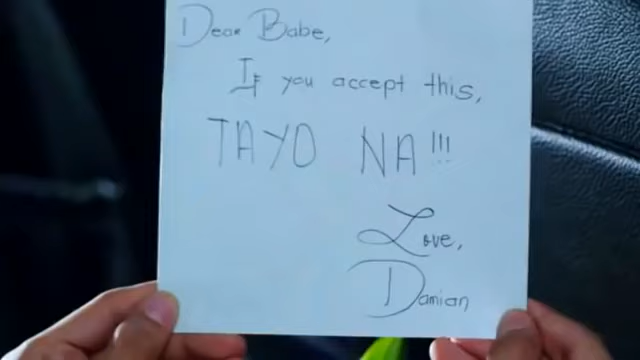 Dear Babe,
If you accept this,
TAYO NA!!!
Love,
Damian